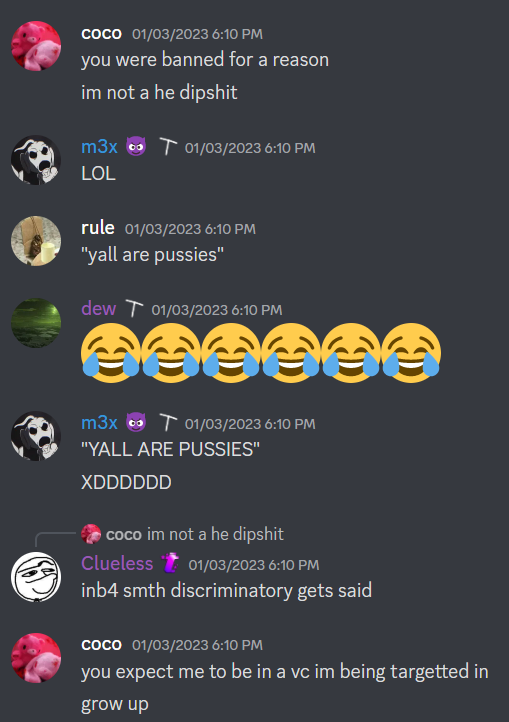 coco 01/03/2023 6:10 PM
you were banned for a reason
im not a he dipshit
m3x 01/03/2023 6:10 PM
LOL
rule 01/03/2023 6:10 PM
"yall are pussies"
dew 01/03/2023 6:10 PM
m3x 01/03/2023 6:10 PM
"YALL ARE PUSSIES"
XDDDDDD
coco im not a he dipshit
Clueless 01/03/2023 6:10 PM
inb4 smth discriminatory gets said
coco 01/03/2023 6:10 PM
you expect me to be in a vc im being targetted in
grow up